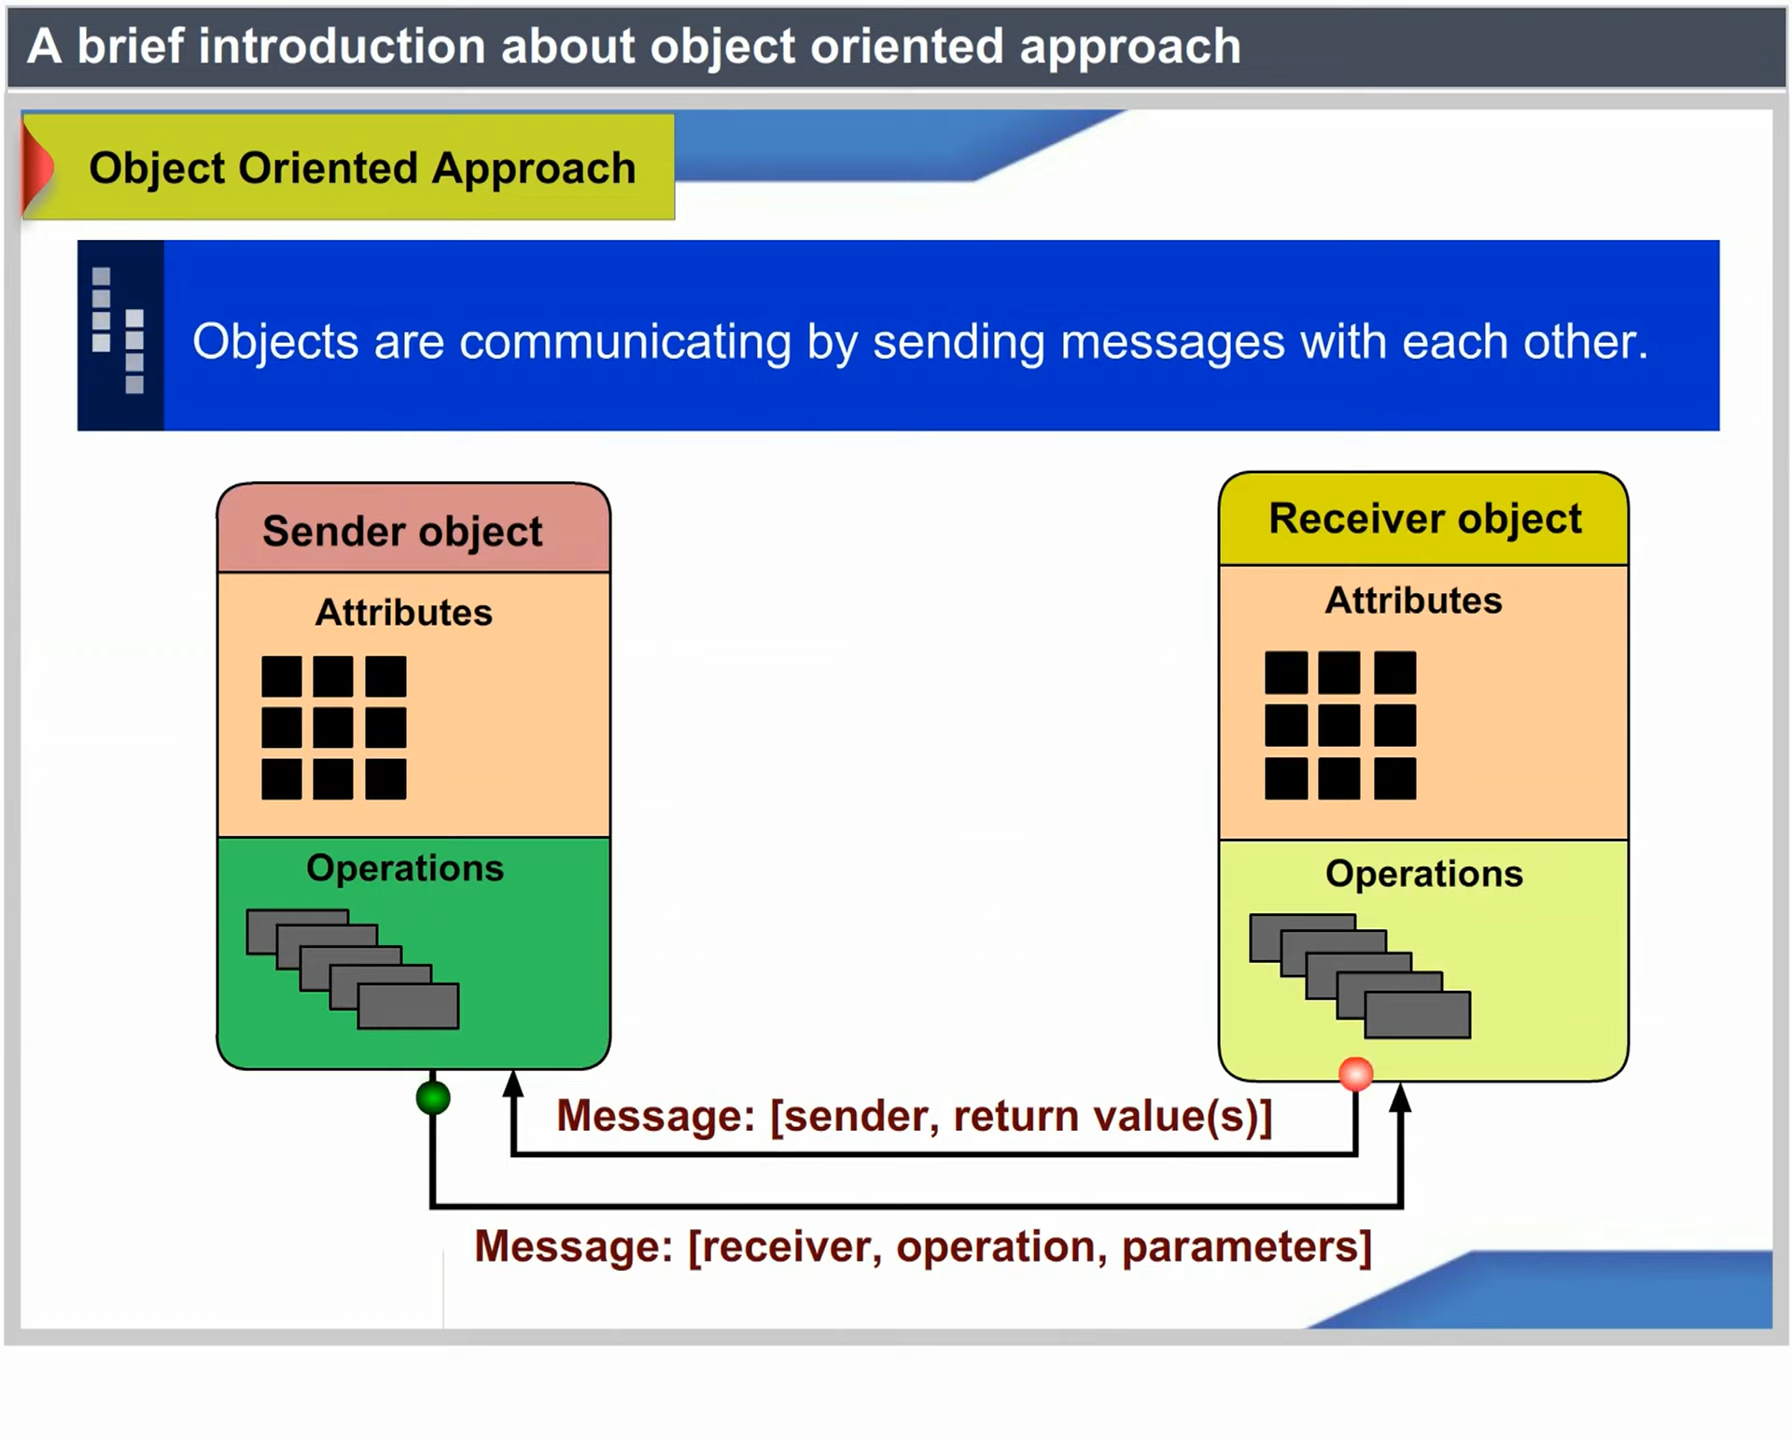 A brief introduction about object oriented approach
Object Oriented Approach
Objects are communicating by sending messages with each other.
Sender object
Attributes
Operations
Receiver object
Attributes
Operations
Message: [sender, return value(s)]
Message: [receiver, operation, parameters]